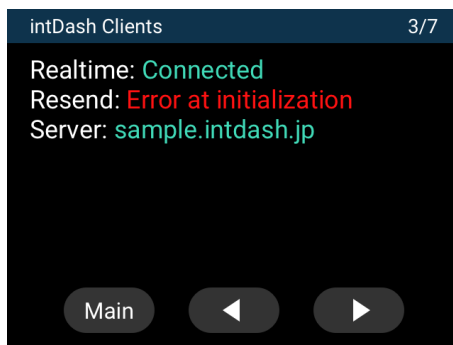 intDash Clients 3/7
Realtime: Connected
Resend: Error at initialization
Server: sample.intdash.jp
Main